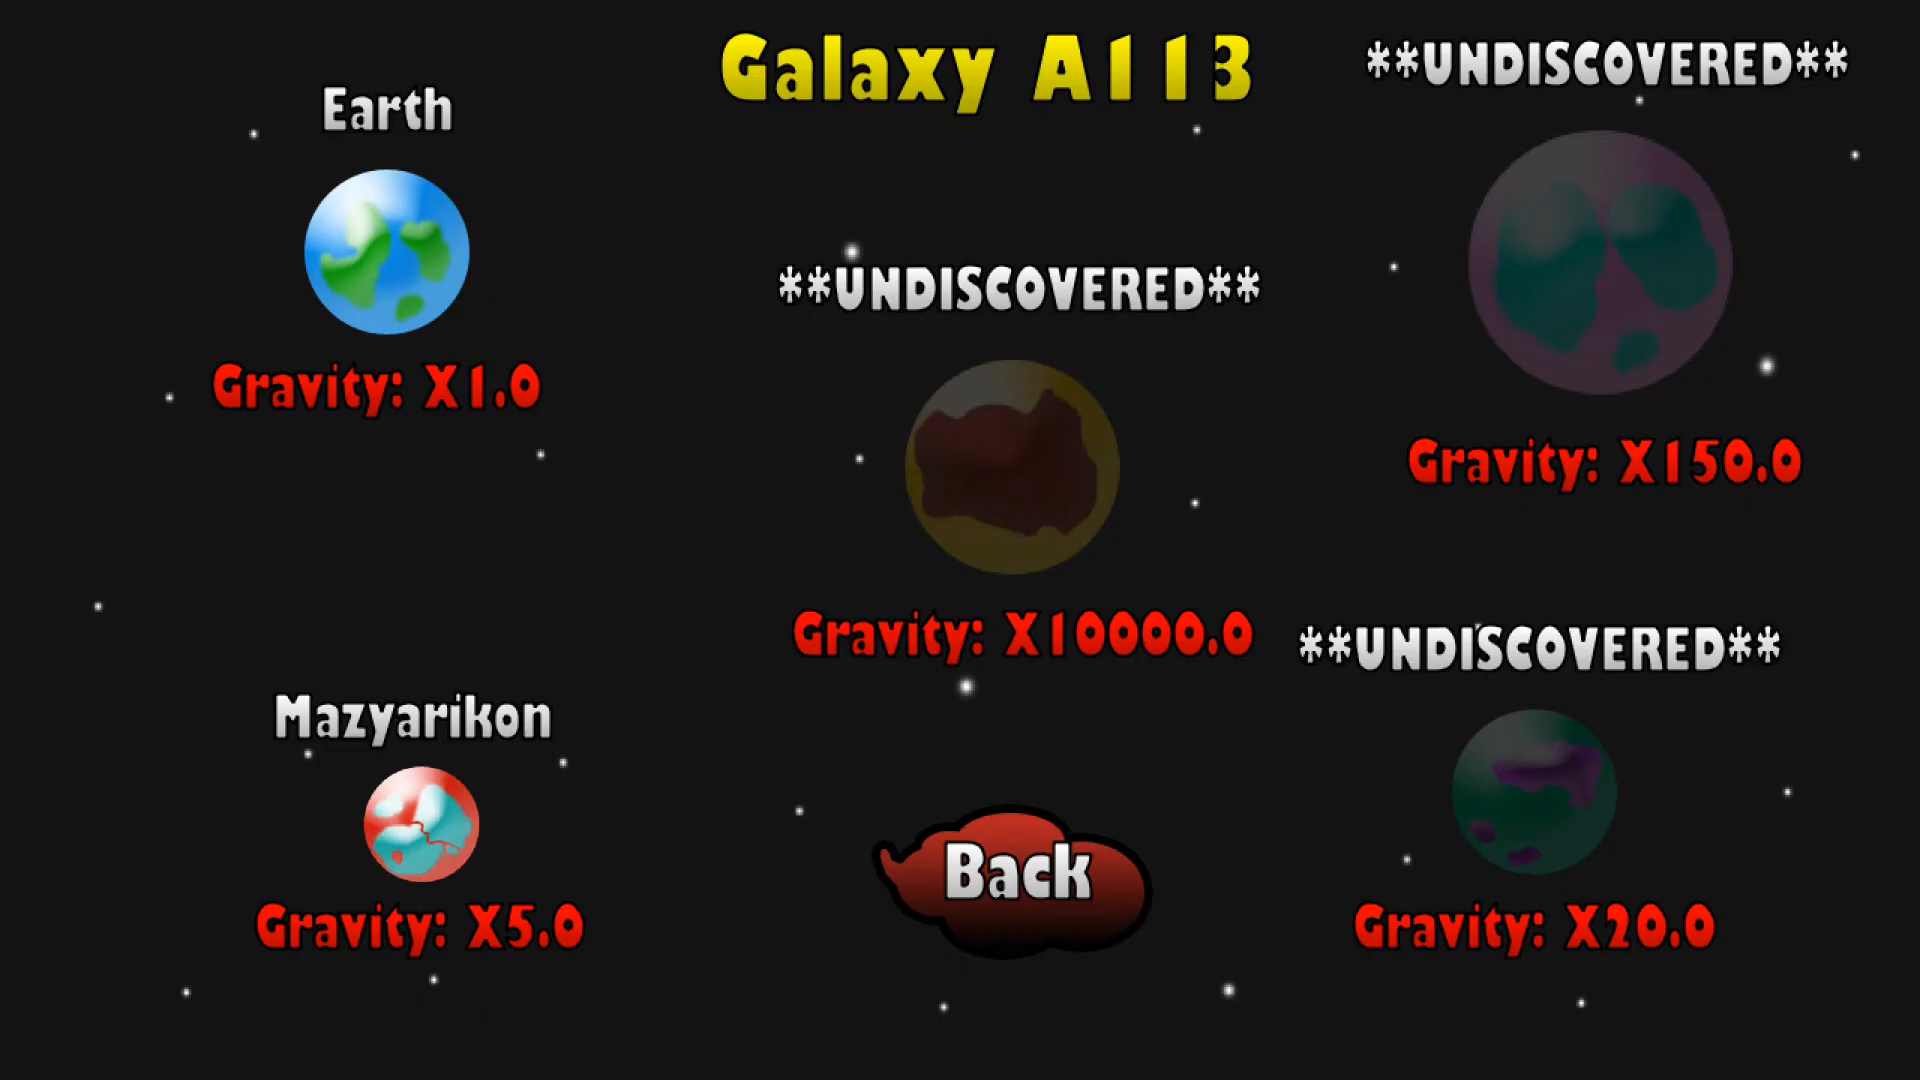 Galaxy A113
Earth
Gravity: X1.0
**UNDISCOVERED**
Gravity: X150.0
**UNDISCOVERED**
Gravity: X10000.0
Mazyarikon
Gravity: X5.0
**UNDISCOVERED**
Gravity: X20.0
Back